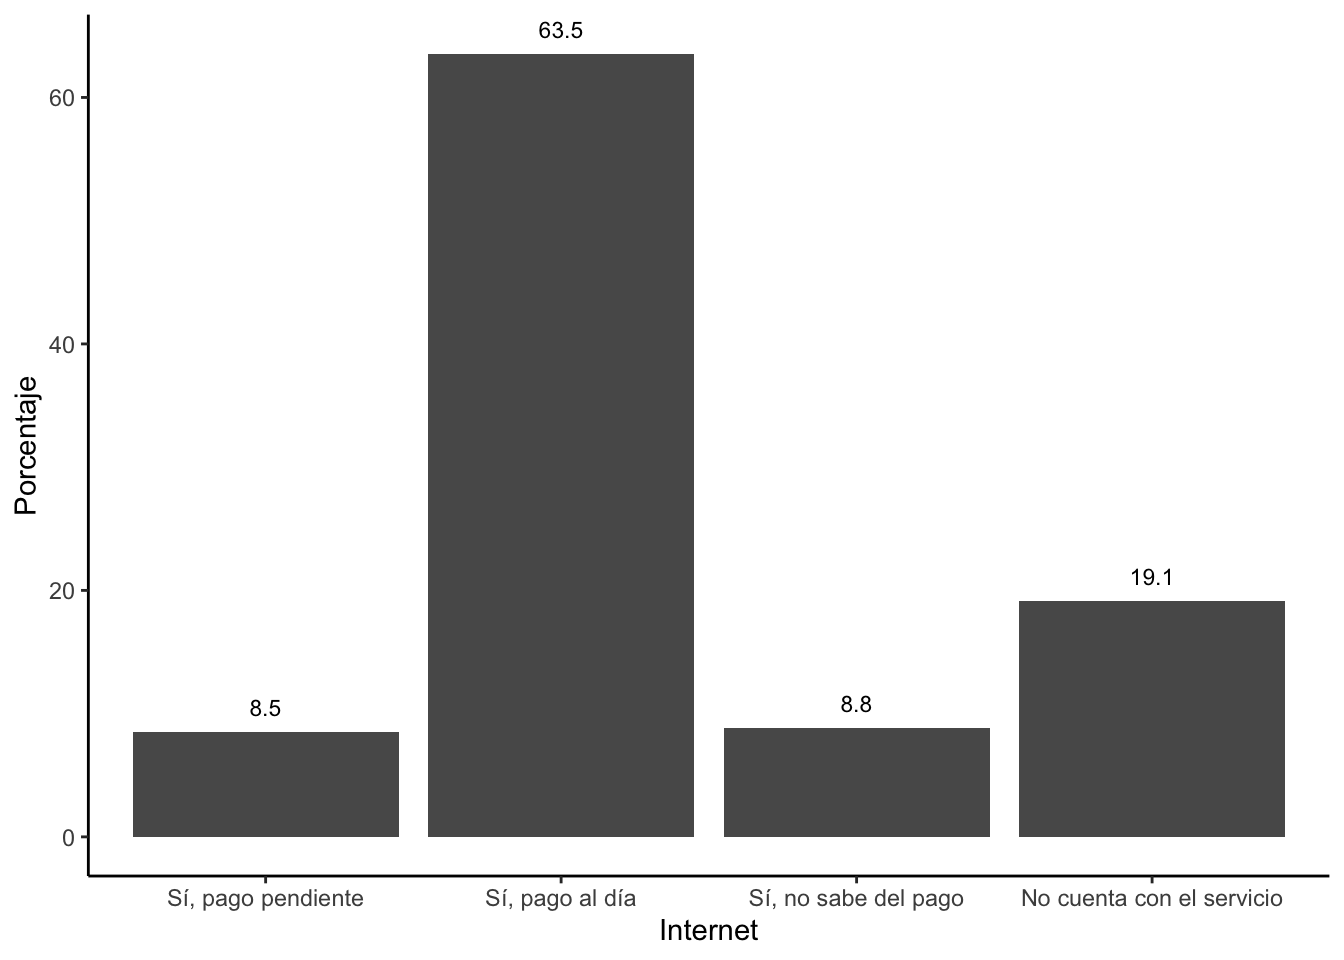 63.5
60
40
Porcentaje
20
19.1
8.5
8.8
0
Sí, pago pendiente
Sí, pago al día
Sí, no sabe del pago
No cuenta con el servicio
Internet